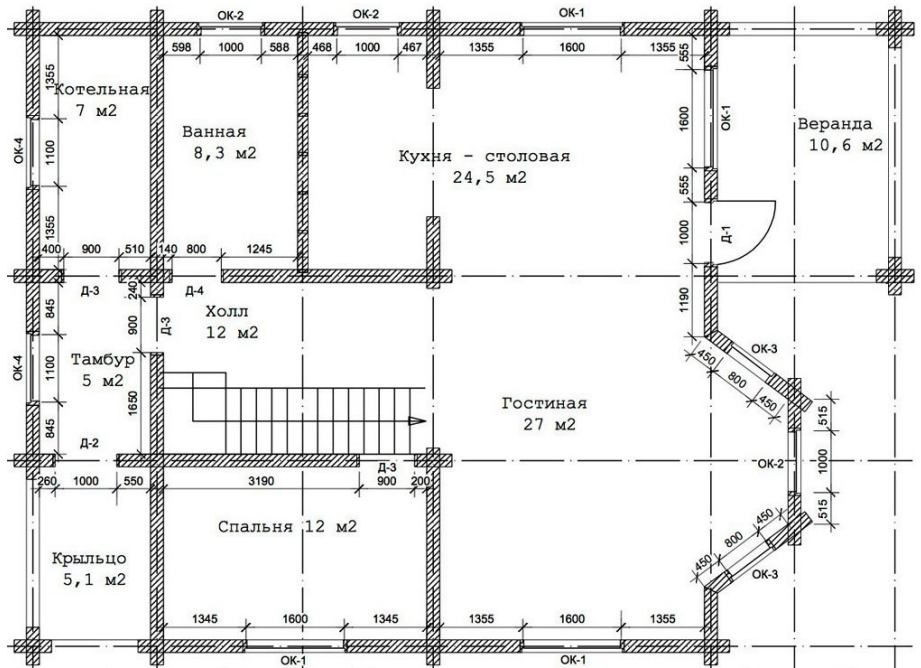 ОК-2
ОК-2
ОК-1
598
1000
588
468
1000
467
1355
1600
1355
1355
Котельная
7 м2
ОК-4
1100
1355
Ванная
8,3 м2
Кухня - столовая
24,5 м2
555
1600
ОК-1
555
1000
Д-1
1190
Веранда
10,6 м2
400
900
510
140
800
1245
Д-3
Д-4
240
900
Д-3
1650
Холл
12 м2
845
ОК-4
1100
845
Тамбур
5 м2
Д-2
Гостиная
27 м2
ОК-3
450
800
450
515
ОК-2
1000
515
450
800
450
ОК-3
Д-3
260
1000
550
3190
900
200
Спальня 12 м2
Крыльцо
5,1 м2
1345
1600
1345
1355
1600
1355
ОК-1
ОК-1